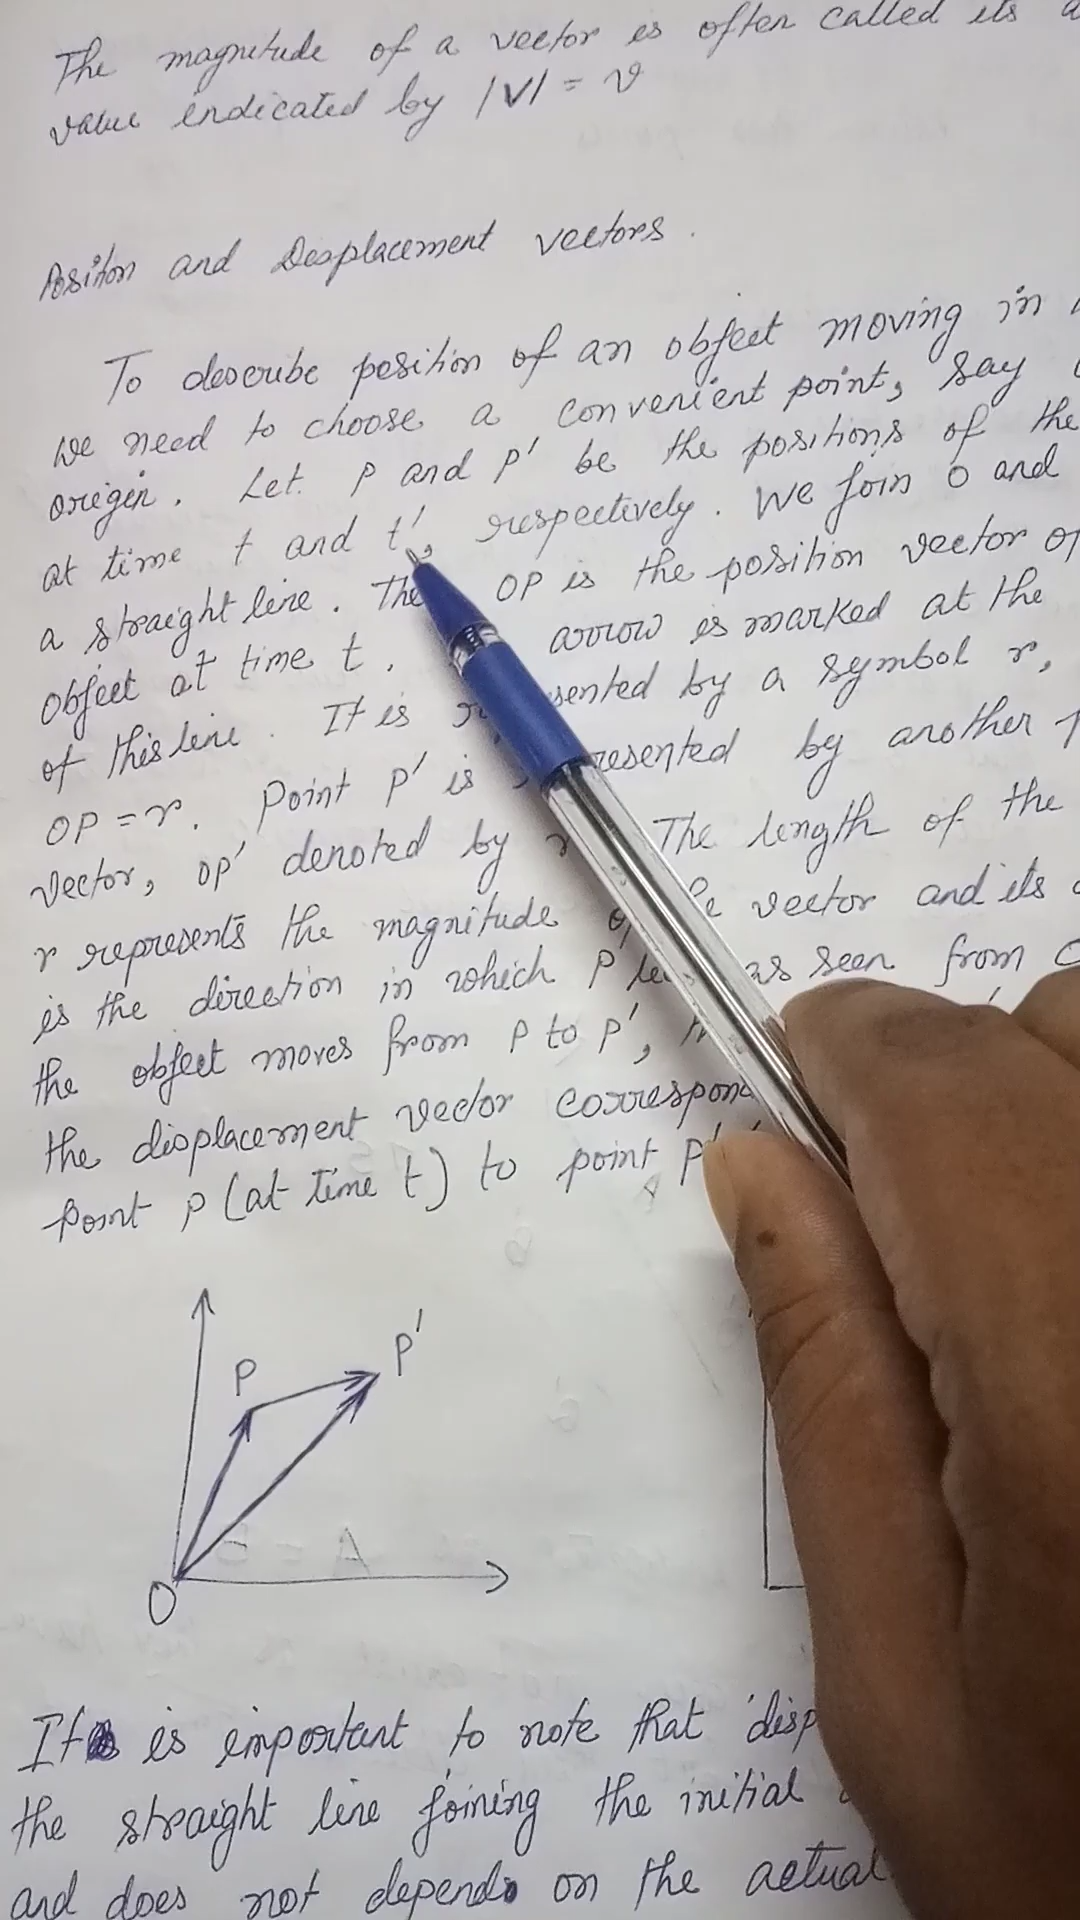 The magnitude of a vector is often called its
value indicated by |V| = v
Position and Displacement vectors.
To describe position of an object moving in
we need to choose a convenient point, say
origin. Let P and P' be the positions of the
at time t and t', respectively. We join O and
a straight line. The OP is the position vector of
object at time t. arrow is marked at the
of this line. It is by a symbol r,
OP = r. Point P' is by another
vector, OP' denoted by The length of the
r represents the magnitude vector and its
is the direction in which P as seen from
the object moves from P to P',
the displacement vector
point P (at time t) to point P'
P
P'
O
It is important to note that
the straight line joining the initial
and does not depends on the actual